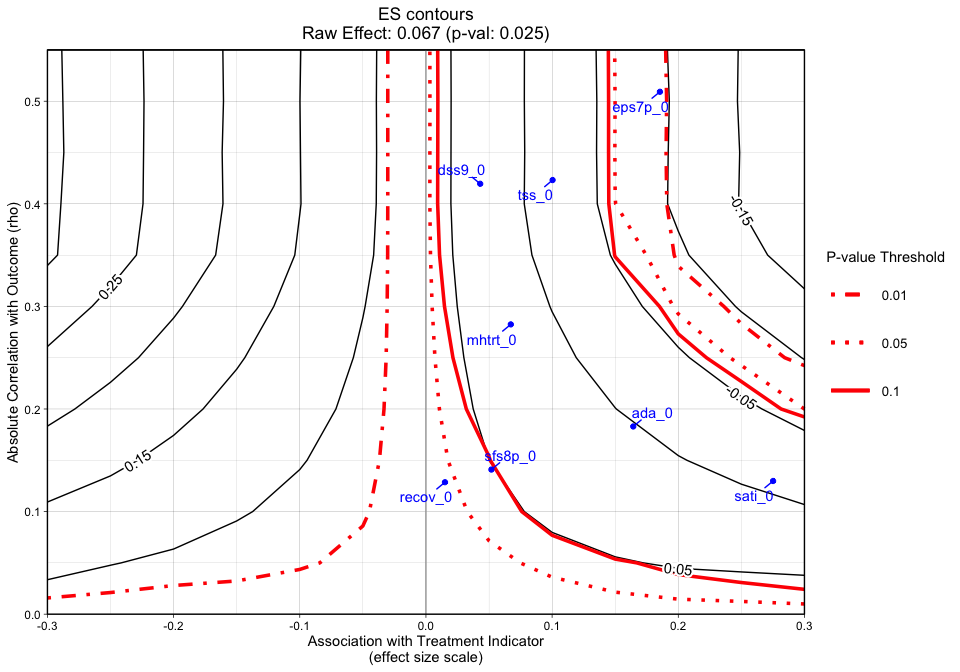 ES contours
Raw Effect: 0.067 (p-val: 0.025)
Absolute Correlation with Outcome (rho)
0.5
0.4
0.3
0.2
0.1
0.0
eps7p_0
dss9_0
tss_0
-0.15
0.25
mhtrt_0
-0.05
ada_0
0.15
sfs8p_0
recov_0
sati_0
0.05
-0.3
-0.2
-0.1
0.0
0.1
0.2
0.3
Association with Treatment Indicator
(effect size scale)
P-value Threshold
0.01
0.05
0.1